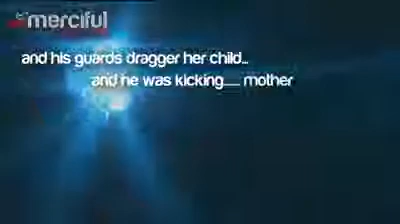 merciful
and his guards dragger her child...
and he was kicking..... mother